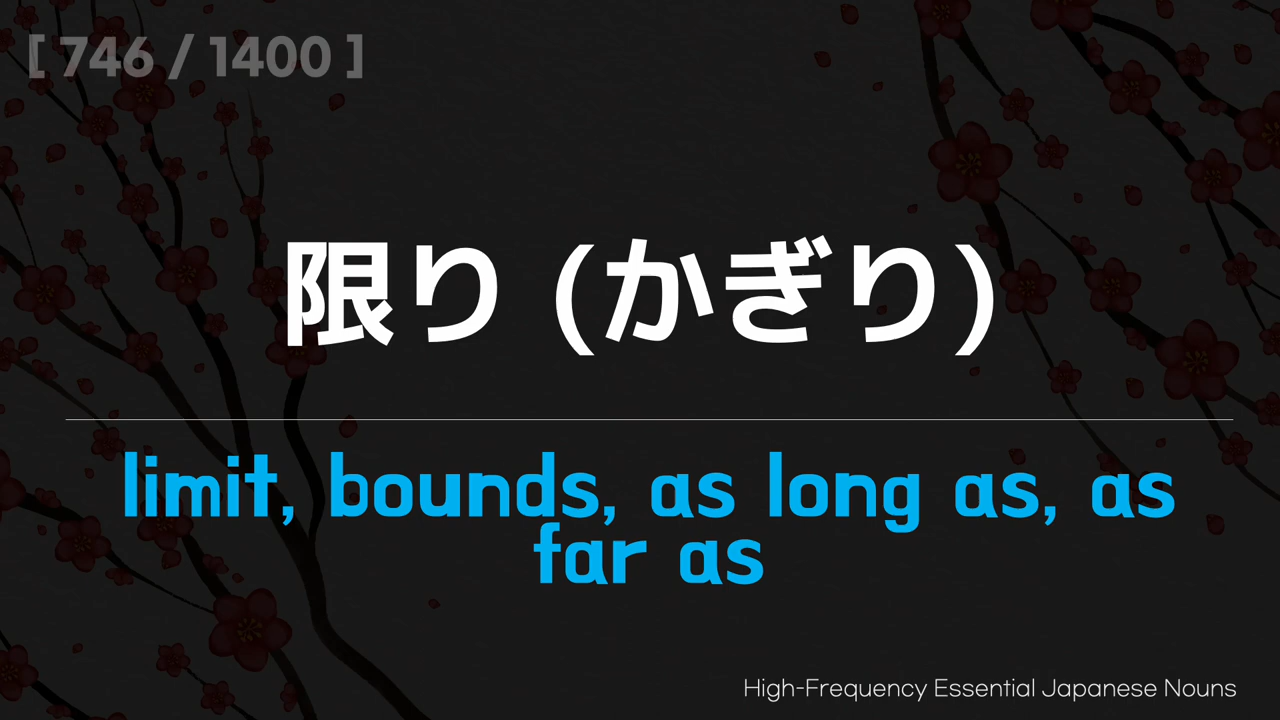 [ 746 / 1400 ]
限り (かぎり)
limit, bounds, as long as, as
far as
High-Frequency Essential Japanese Nouns